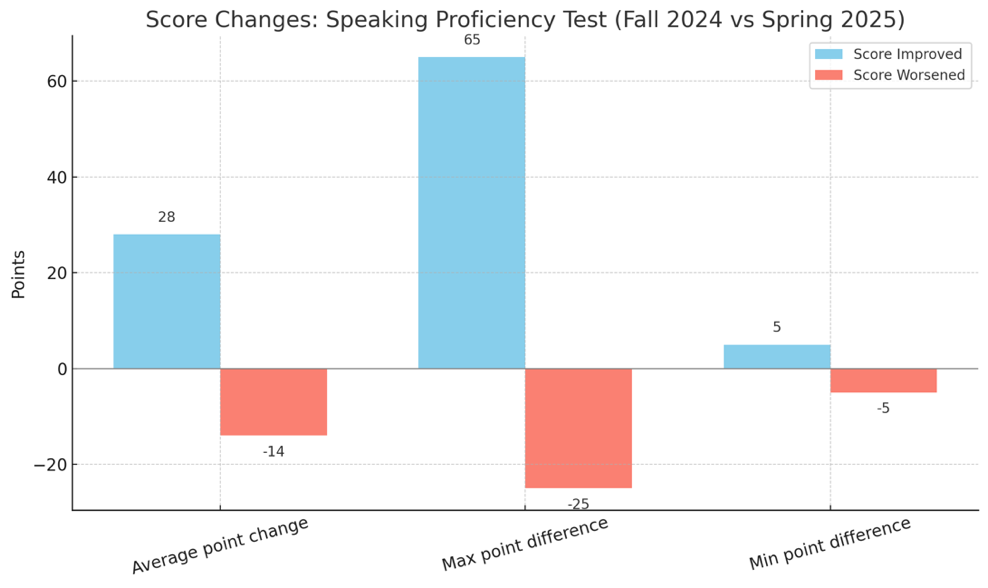 Score Changes: Speaking Proficiency Test (Fall 2024 vs Spring 2025)
65
Score Improved
Score Worsened
60
40
28
20
5
0
-5
-14
−20
-25
Points
Average point change
Max point difference
Min point difference